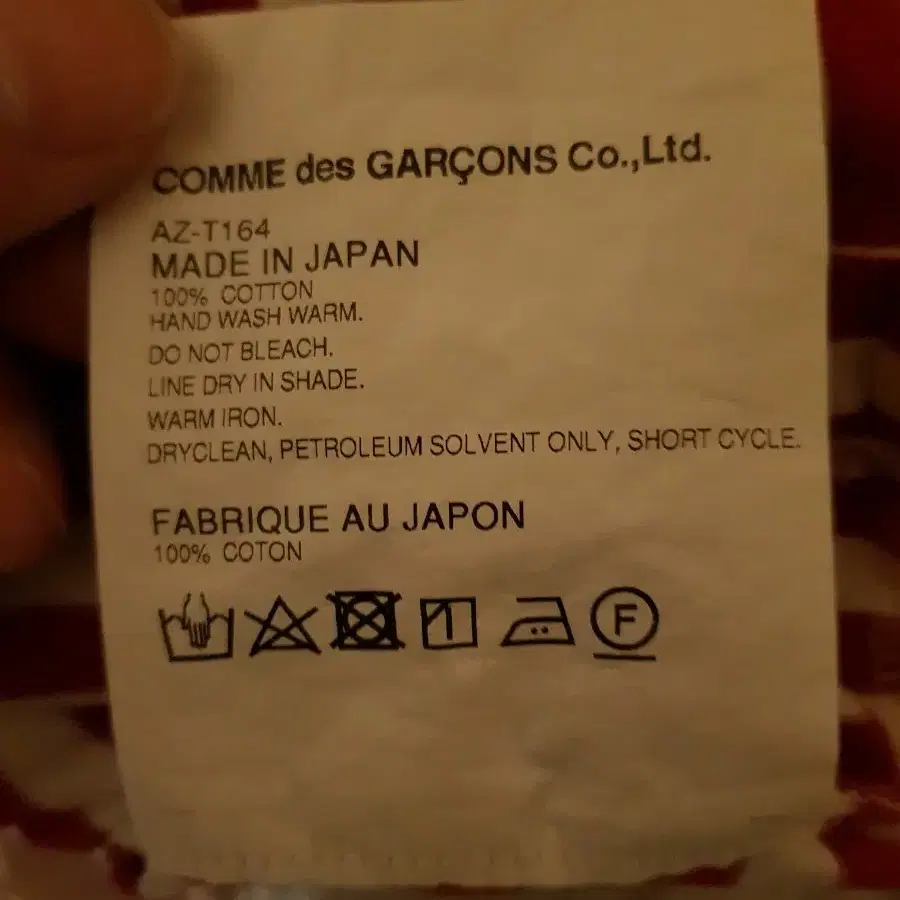 COMME des GARÇONS Co.,Ltd.
AZ-T164
MADE IN JAPAN
100% COTTON
HAND WASH WARM.
DO NOT BLEACH.
LINE DRY IN SHADE.
WARM IRON.
DRYCLEAN, PETROLEUM SOLVENT ONLY, SHORT CYCLE.
FABRIQUE AU JAPON
100% COTON
F